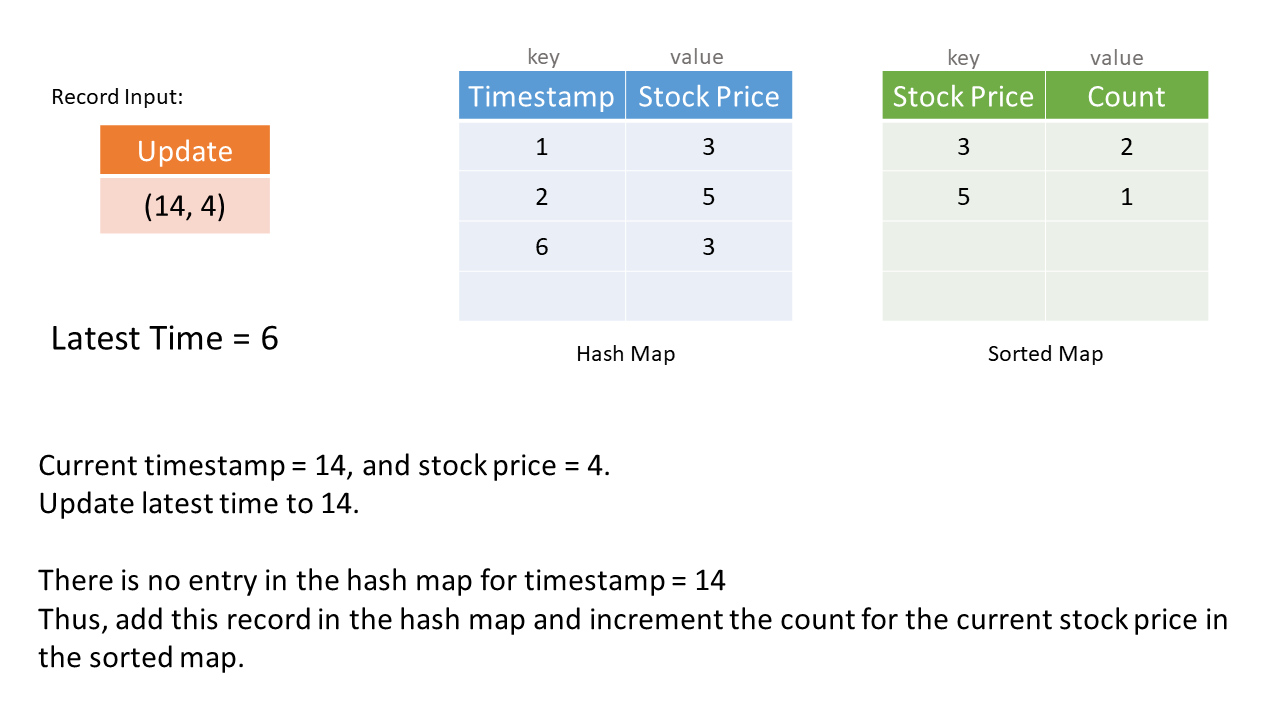 key value
key value
Record Input:
Timestamp Stock Price
Stock Price Count
Update
1 3
3 2
(14, 4)
2 5
5 1
6 3
Latest Time = 6
Hash Map
Sorted Map
Current timestamp = 14, and stock price = 4.
Update latest time to 14.
There is no entry in the hash map for timestamp = 14
Thus, add this record in the hash map and increment the count for the current stock price in
the sorted map.